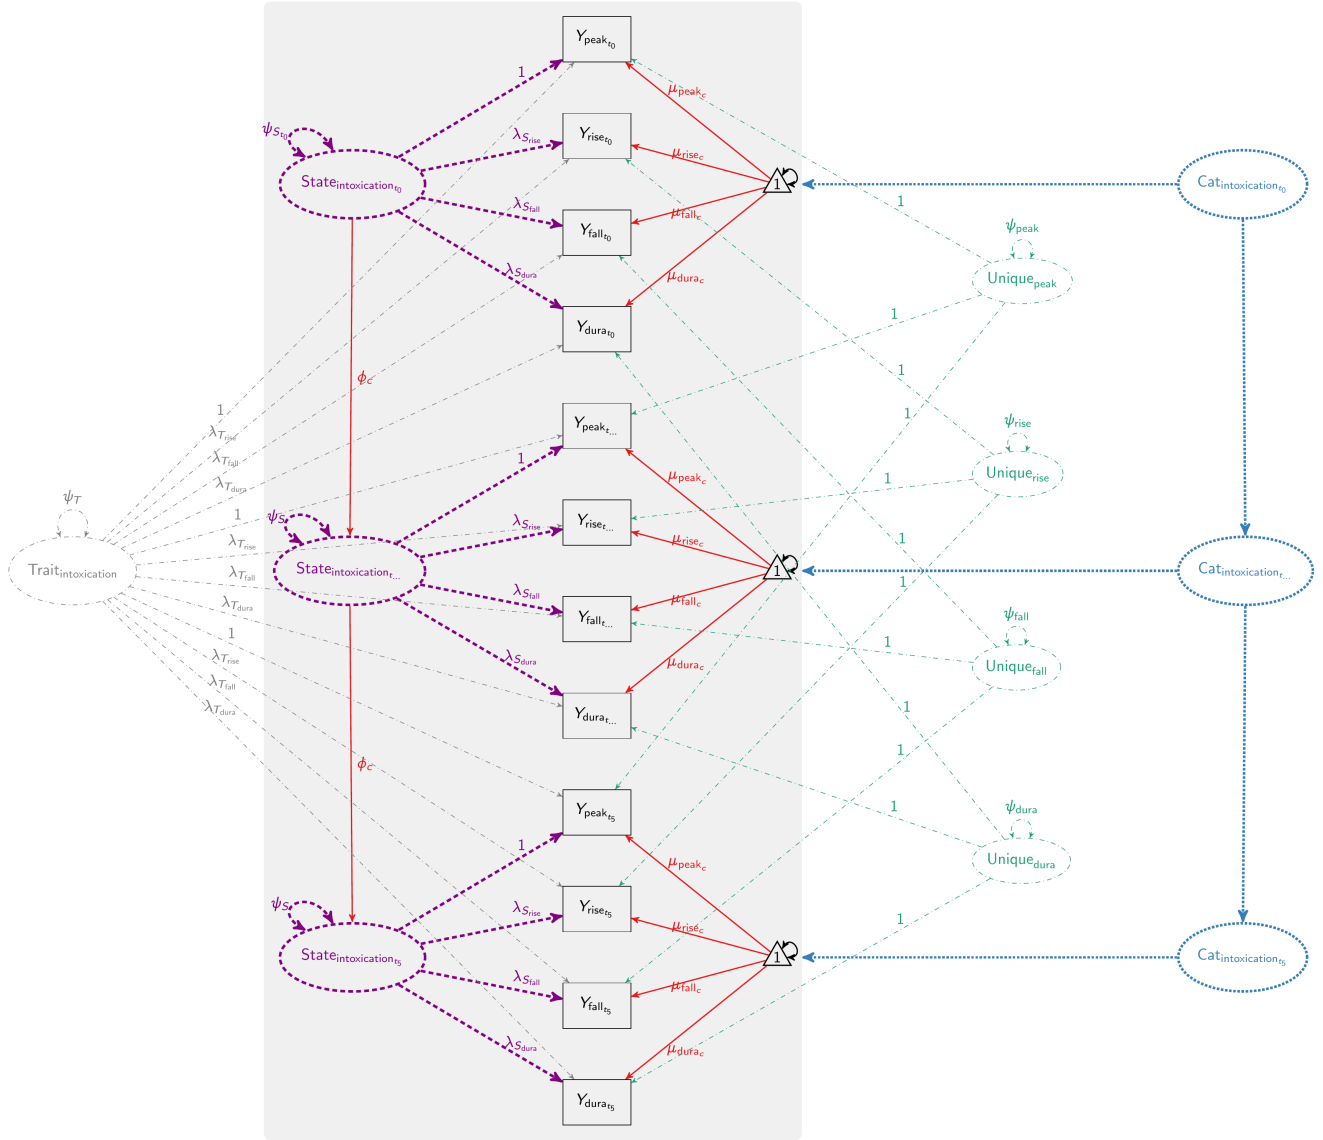 Y_peak_t0
1
ψ_S_t0
λ_S_rise
Y_rise_t0
μ_peak_c
μ_rise_c
State_intoxication_t0
1
Cat_intoxication_t0
λ_S_fall
Y_fall_t0
μ_fall_c
1
ψ_peak
λ_S_dura
μ_dura_c
Unique_peak
Y_dura_t0
1
ϕ_c
1
1
λ_T_rise
λ_T_fall
λ_T_dura
1
λ_T_rise
Y_peak_t...
1
ψ_rise
1
μ_peak_c
Unique_rise
1
ψ_T
ψ_S
λ_S_rise
Y_rise_t...
μ_rise_c
1
Trait_intoxication
State_intoxication_t...
1
Cat_intoxication_t...
λ_T_fall
λ_T_dura
1
λ_T_rise
λ_T_fall
λ_T_dura
λ_S_fall
Y_fall_t...
μ_fall_c
1
ψ_fall
1
λ_S_dura
μ_dura_c
Unique_fall
Y_dura_t...
1
1
ϕ_c
Y_peak_t5
1
ψ_dura
1
μ_peak_c
Unique_dura
ψ_S
λ_S_rise
Y_rise_t5
μ_rise_c
1
State_intoxication_t5
1
Cat_intoxication_t5
λ_S_fall
Y_fall_t5
μ_fall_c
λ_S_dura
μ_dura_c
Y_dura_t5